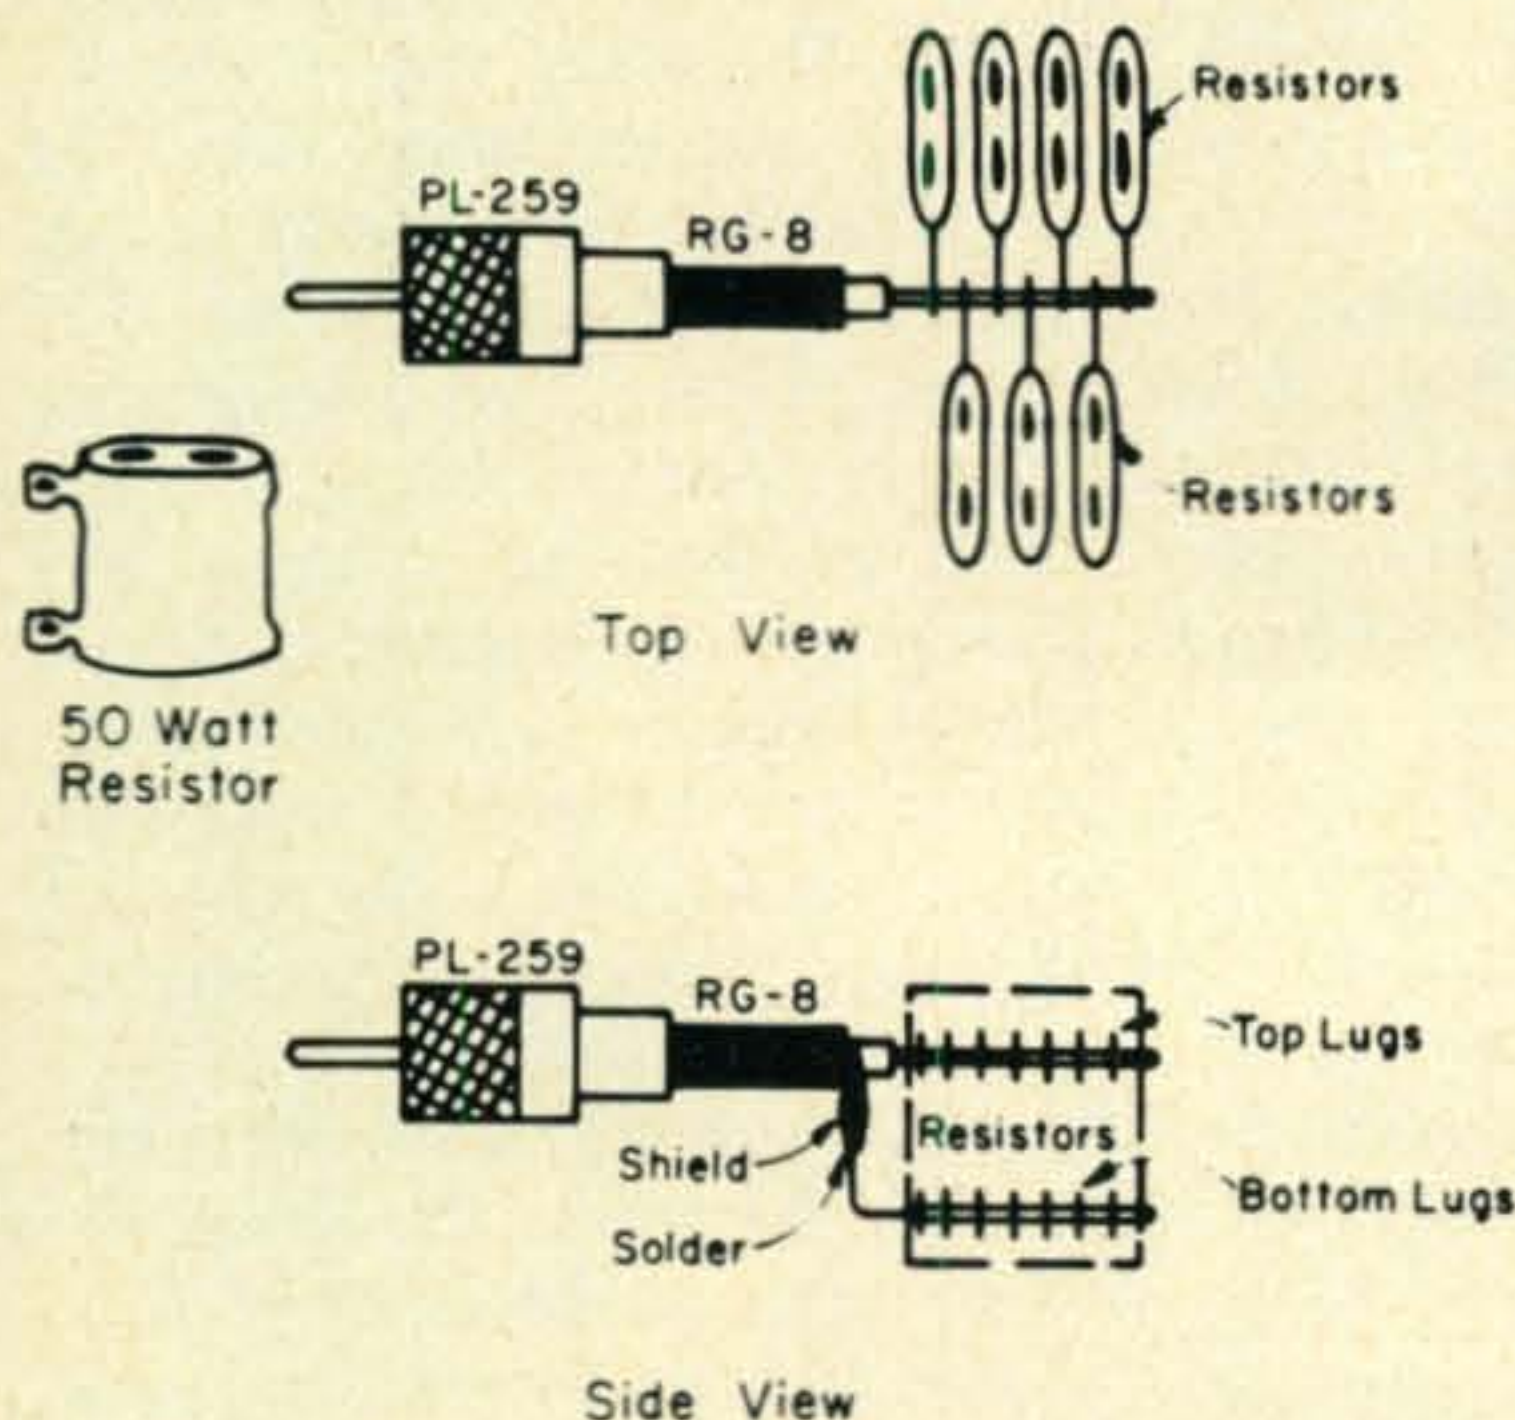 Resistors
PL-259
RG-8
Resistors
Top View
50 Watt
Resistor
PL-259
RG-8
Top Lugs
Resistors
Shield
Bottom Lugs
Solder
Side View